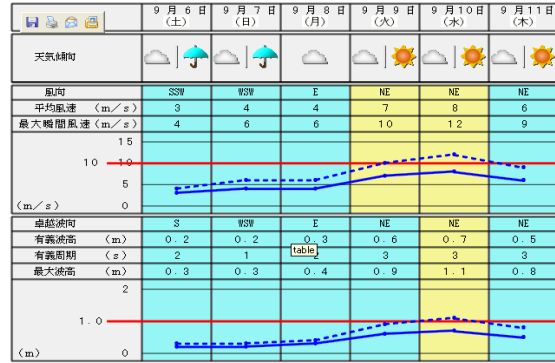 9月6日 9月7日 9月8日 9月9日 9月10日 9月11日
(土) (日) (月) (火) (水) (木)
天気傾向
風向 SSW WSW E NE NE NE
平均風速 (m/s) 3 4 4 7 8 6
最大瞬間風速(m/s) 4 6 6 10 12 9
15
10
5
(m/s) 0
卓越波向 S WSW E NE NE NE
有義波高 (m) 0.2 0.2 0.3 0.6 0.7 0.5
table
有義周期 (s) 2 1 2 3 3 3
最大波高 (m) 0.3 0.3 0.4 0.9 1.1 0.8
2
1.0
(m) 0